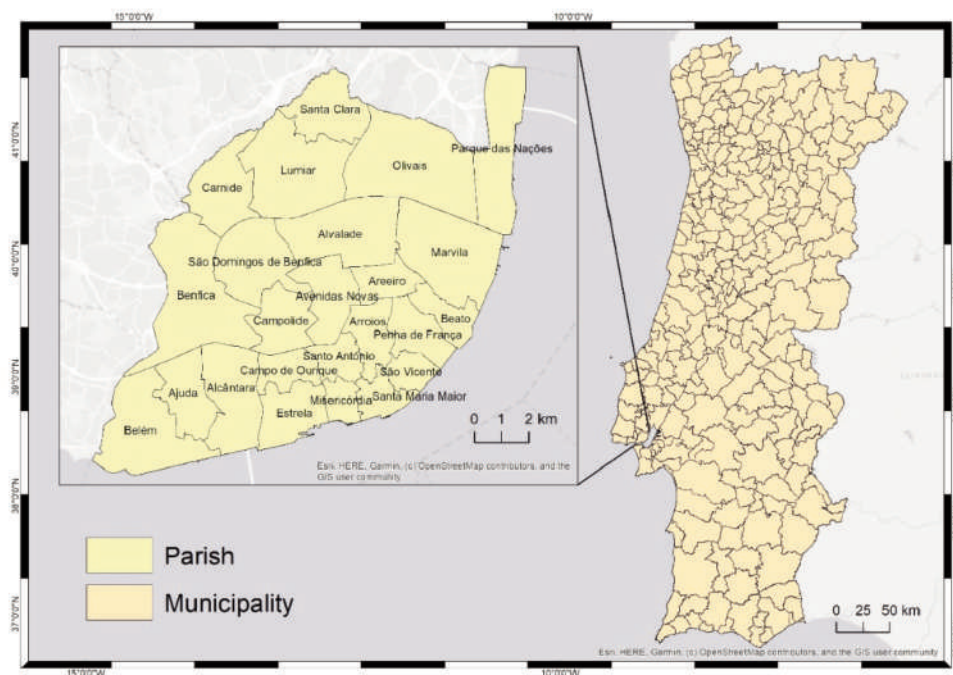 15°0'0"W
10°0'0"W
41°0'0"N
40°0'0"N
39°0'0"N
38°0'0"N
37°0'0"N
Santa Clara
Parque das Nações
Olivais
Lumiar
Carnide
Alvalade
Marvila
São Domingos de Benfica
Areeiro
Benfica
Avenidas Novas
Beato
Campolide
Arroios
Penha de França
Santo António
Campo de Ourique
São Vicente
Alcântara
Ajuda
Misericórdia
Santa Maria Maior
Estrela
Belém
0 1 2 km
Esri, HERE, Garmin, (c) OpenStreetMap contributors, and the
GIS user community
Parish
Municipality
0 25 50 km
Esri, HERE, Garmin, (c) OpenStreetMap contributors, and the GIS user community
15°0'0"W
10°0'0"W